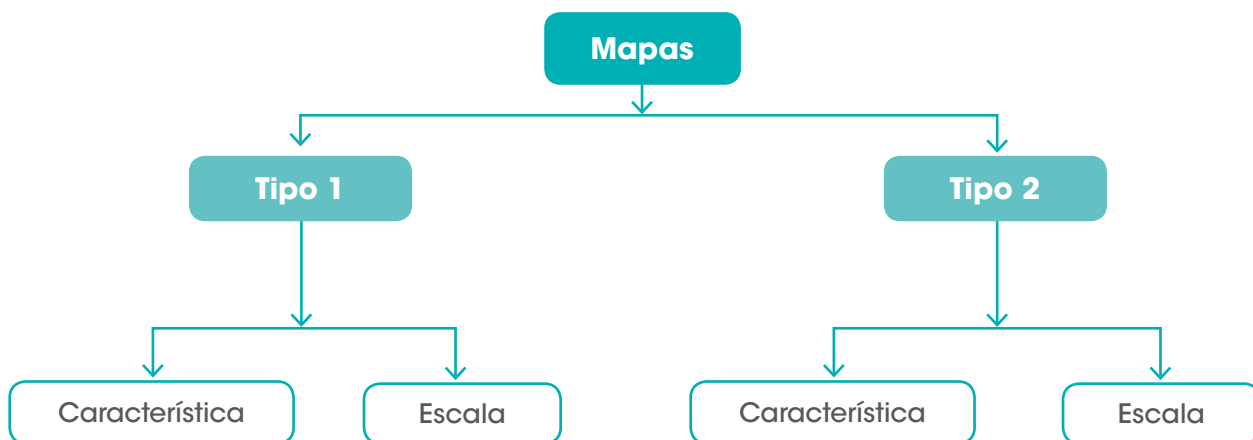 Mapas
Tipo 1
Tipo 2
Característica
Escala
Característica
Escala